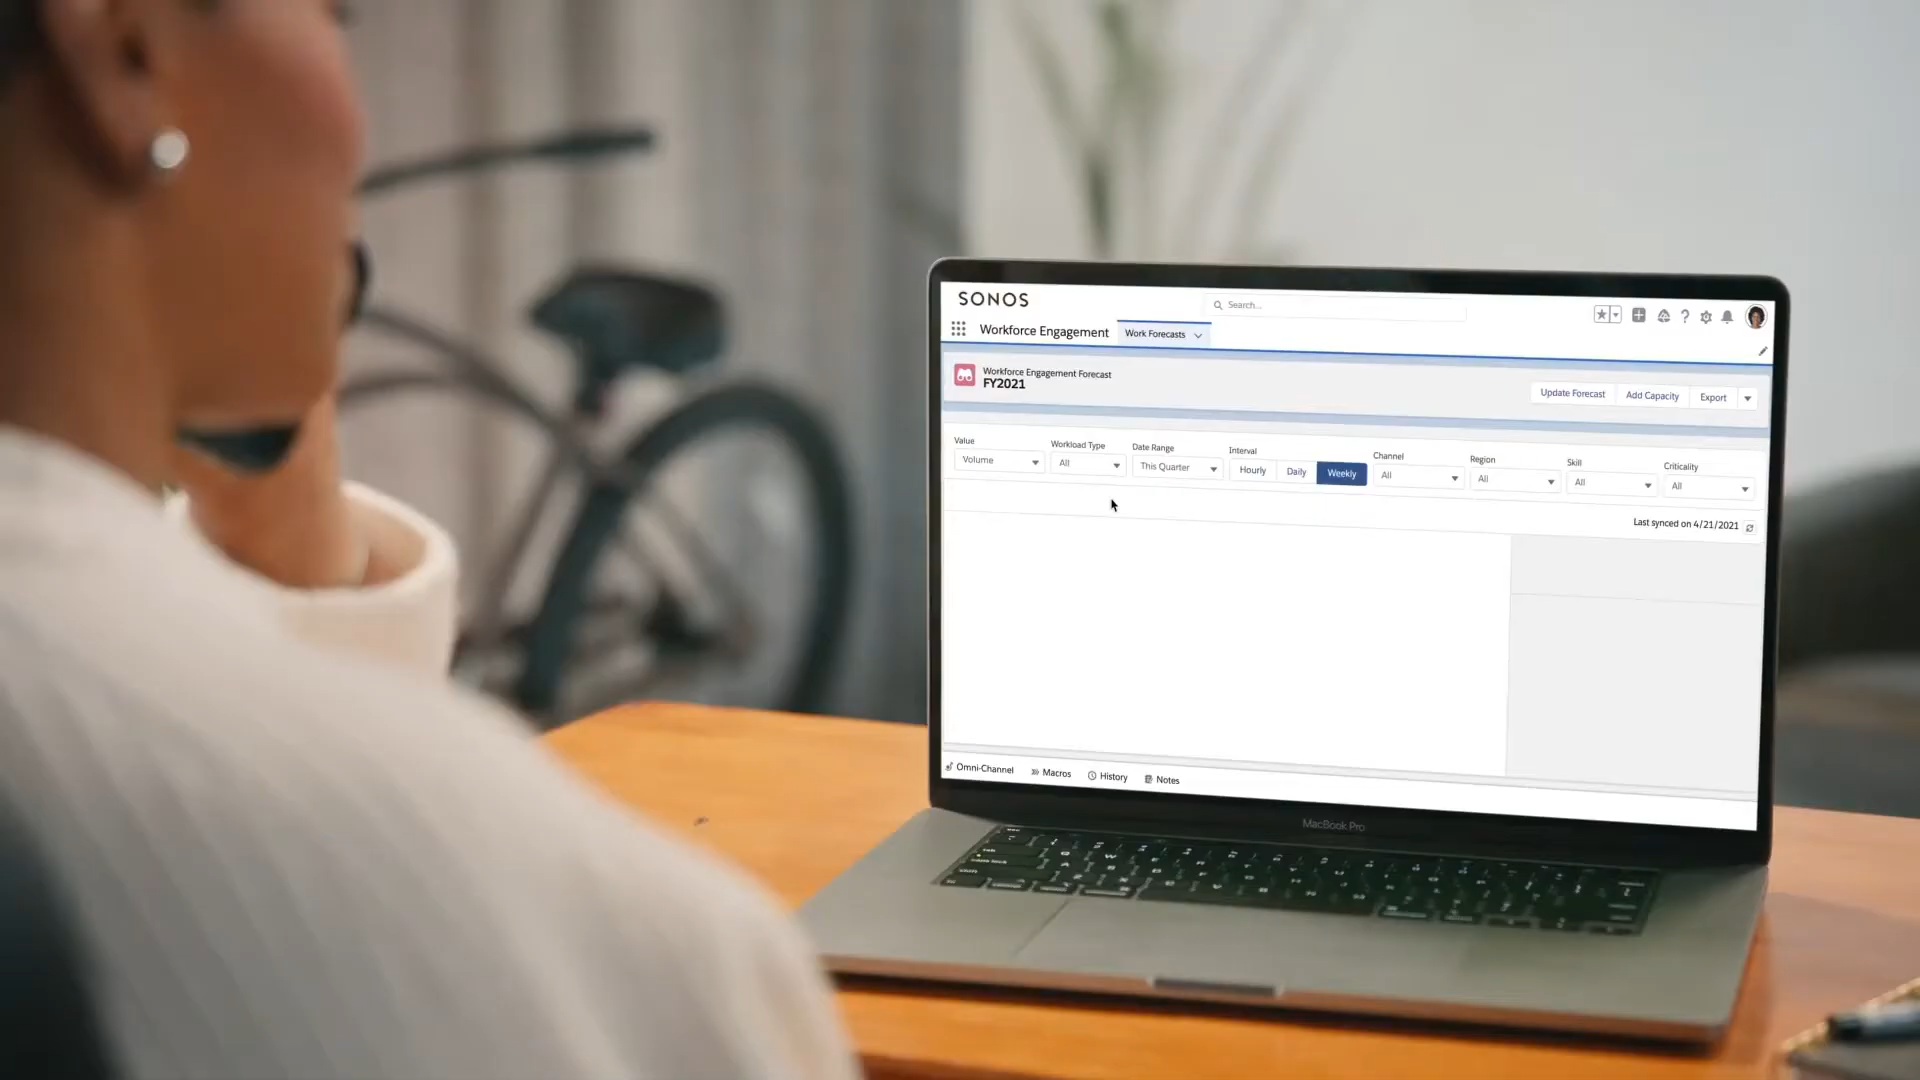 SONOS
Search...
Workforce Engagement
Work Forecasts
Workforce Engagement Forecast
FY2021
Update Forecast
Add Capacity
Export
Value
Workload Type
Date Range
Interval
Channel
Region
Skill
Criticality
Volume
All
This Quarter
Hourly
Daily
Weekly
All
All
All
All
Last synced on 4/21/2021
Omni-Channel
Macros
History
Notes
MacBook Pro